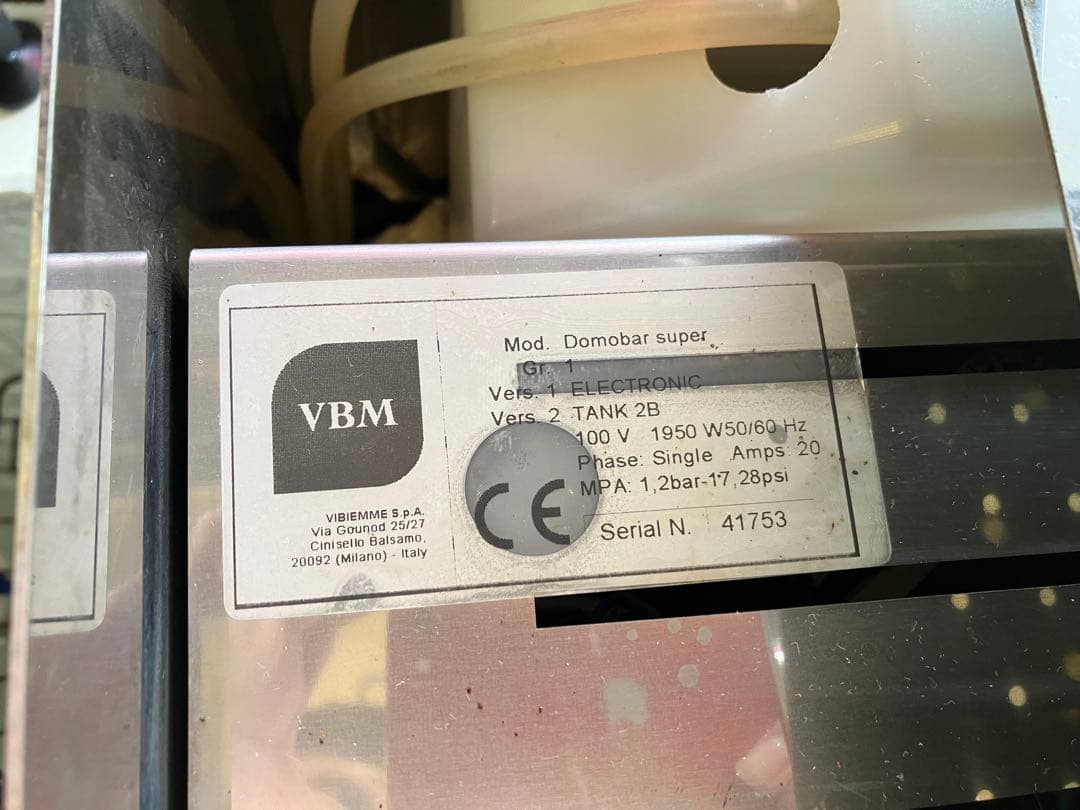 VBM
VIBIEMME S.p.A.
Via Gounod 25/27
Cinisello Balsamo,
20092 (Milano) - Italy
Mod. Domobar super
Gr. 1
Vers. 1 ELECTRONIC
Vers. 2 TANK 2B
100 V 1950 W50/60 Hz
Phase: Single Amps: 20
MPA: 1,2bar-17,28psi
CE
Serial N. 41753